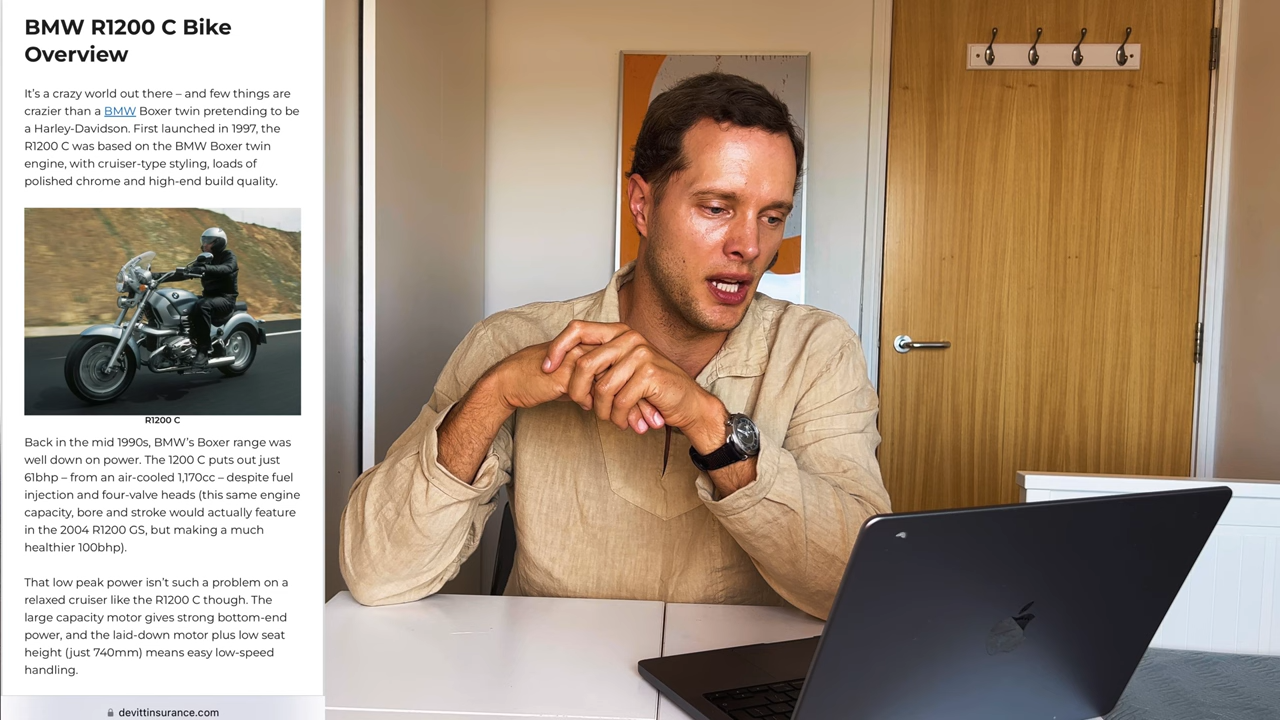 BMW R1200 C Bike
Overview
It's a crazy world out there – and few things are
crazier than a BMW Boxer twin pretending to be
a Harley-Davidson. First launched in 1997, the
R1200 C was based on the BMW Boxer twin
engine, with cruiser-type styling, loads of
polished chrome and high-end build quality.
R1200 C
Back in the mid 1990s, BMW's Boxer range was
well down on power. The 1200 C puts out just
61bhp – from an air-cooled 1,170cc – despite fuel
injection and four-valve heads (this same engine
capacity, bore and stroke would actually feature
in the 2004 R1200 GS, but making a much
healthier 100bhp).
That low peak power isn't such a problem on a
relaxed cruiser like the R1200 C though. The
large capacity motor gives strong bottom-end
power, and the laid-down motor plus low seat
height (just 740mm) means easy low-speed
handling.
devittinsurance.com